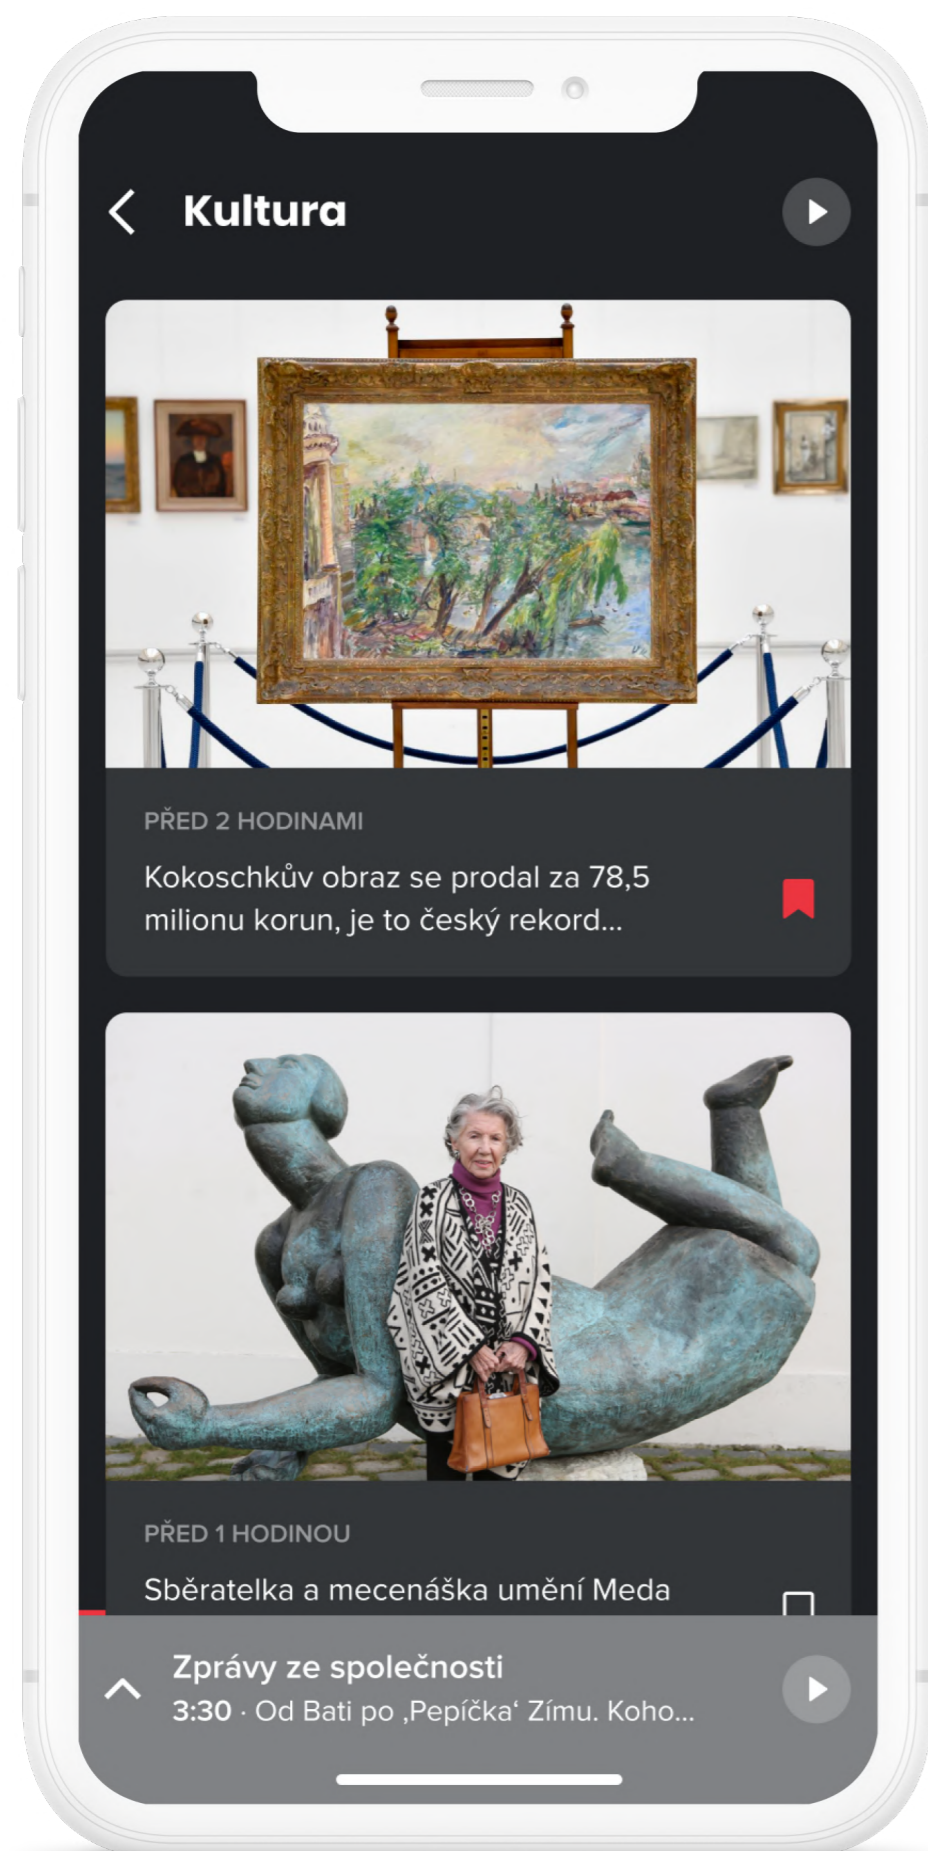 Kultura
PŘED 2 HODINAMI
Kokoschkův obraz se prodal za 78,5
milionu korun, je to český rekord...
PŘED 1 HODINOU
Sběratelka a mecenáška umění Meda
Zprávy ze společnosti
3:30 · Od Bati po ‚Pepíčka‘ Zímu. Koho...